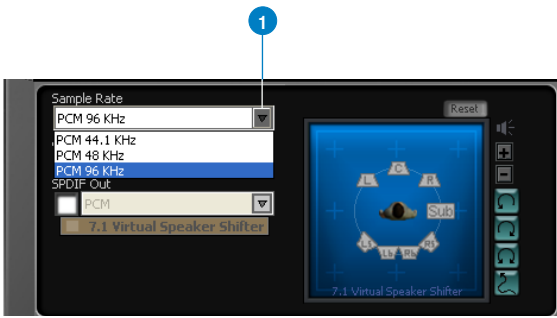 1
Sample Rate
PCM 96 KHz
PCM 44.1 KHz
PCM 48 KHz
PCM 96 KHz
SPDIF Out
PCM
7.1 Virtual Speaker Shifter
Reset
C
L R
Sub
Ls Rs
Lb Rb
7.1 Virtual Speaker Shifter